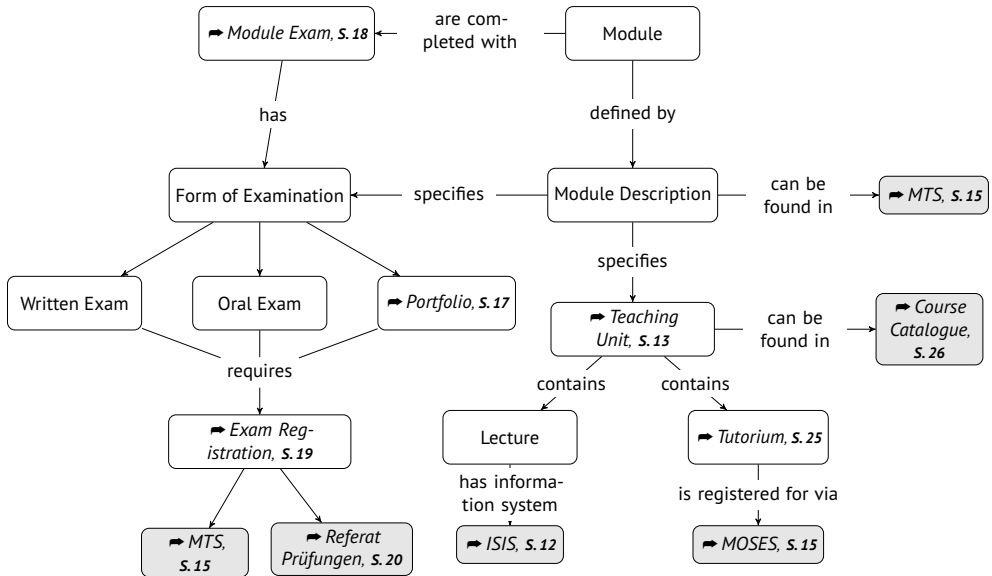 ➡ Module Exam, S. 18
are com-
pleted with
Module
has
defined by
Form of Examination
specifies
Module Description
can be
found in
➡ MTS, S. 15
specifies
Written Exam
Oral Exam
➡ Portfolio, S. 17
➡ Teaching
Unit, S. 13
can be
found in
➡ Course
Catalogue,
S. 26
requires
contains
contains
➡ Exam Reg-
istration, S. 19
Lecture
➡ Tutorium, S. 25
has informa-
tion system
is registered for via
➡ MTS,
S. 15
➡ Referat
Prüfungen, S. 20
➡ ISIS, S. 12
➡ MOSES, S. 15